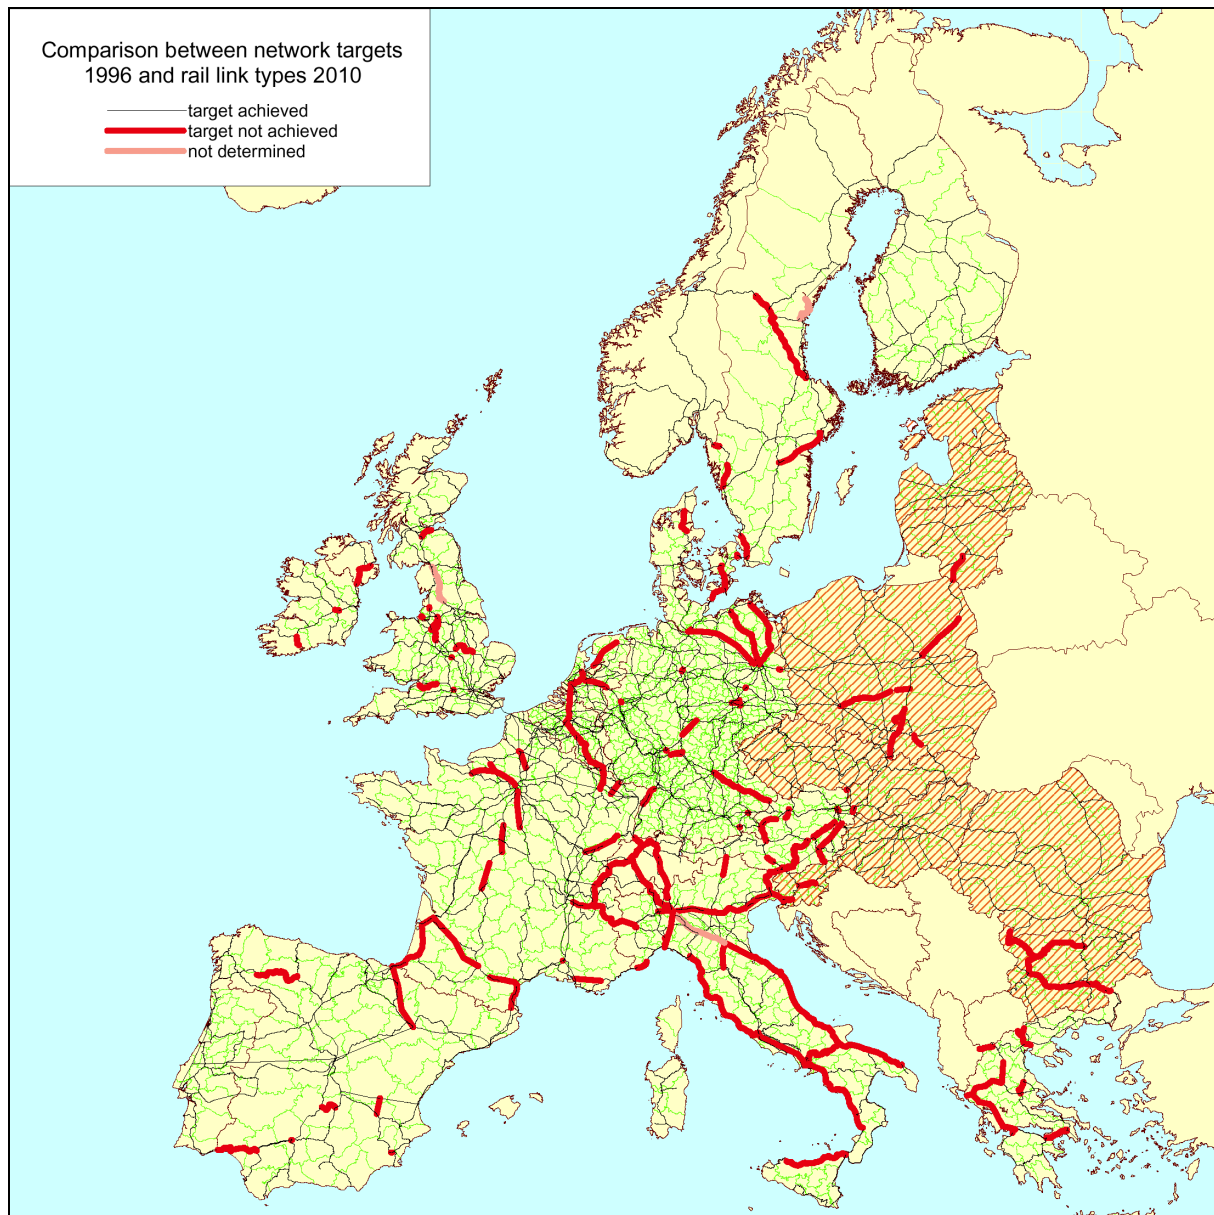 Comparison between network targets
1996 and rail link types 2010
target achieved
target not achieved
not determined